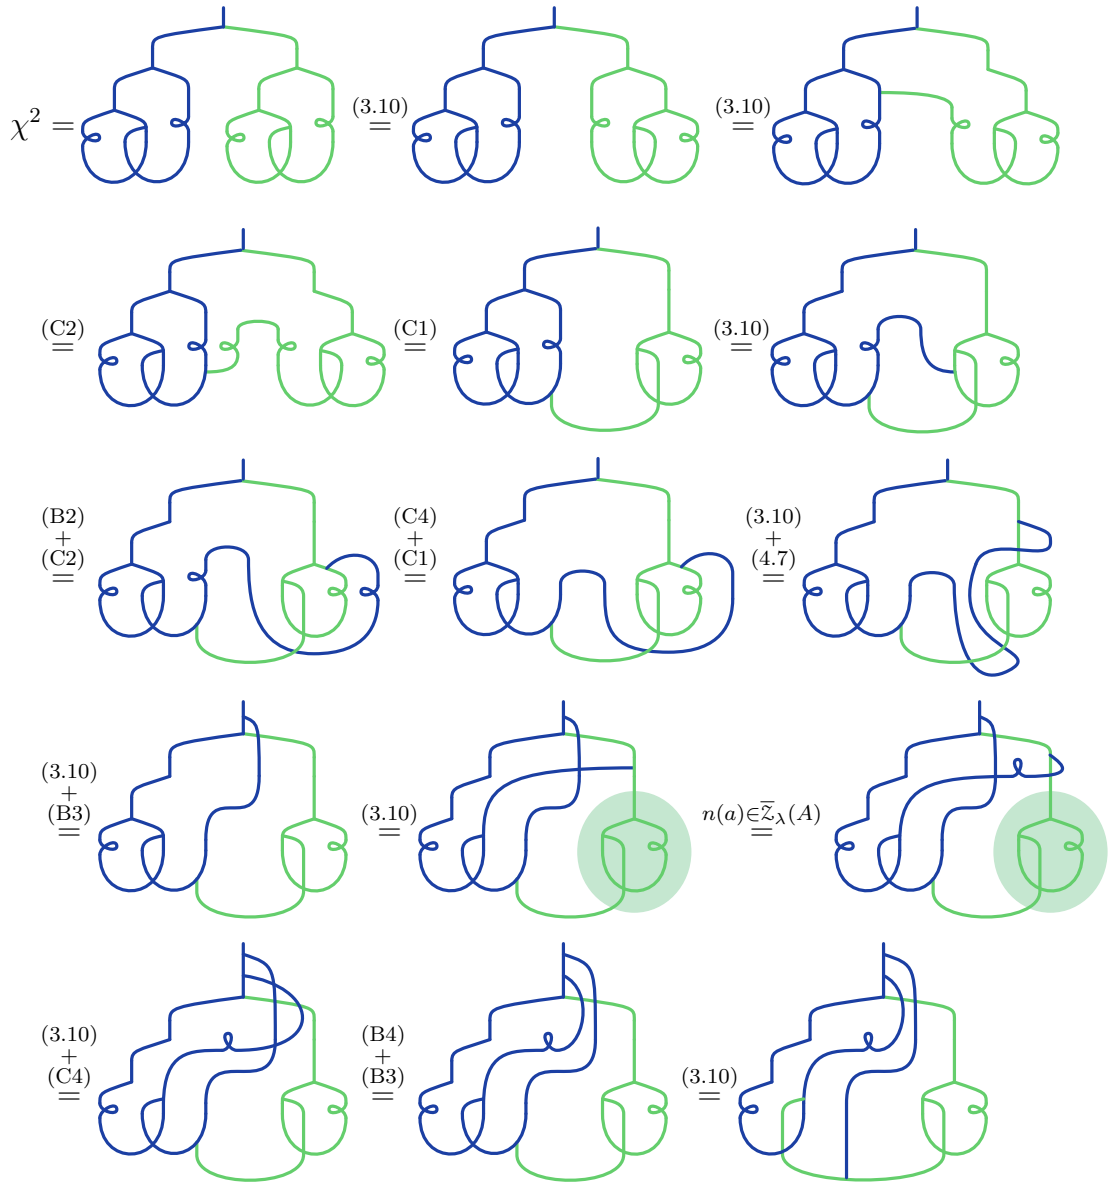 χ² = (3.10) = (3.10) =
(C2) = (C1) = (3.10) =
(B2) + (C2) = (C4) + (C1) = (3.10) + (4.7) =
(3.10) + (B3) = (3.10) = n(a)∈𝒵̅_λ(A) =
(3.10) + (C4) = (B4) + (B3) = (3.10) =